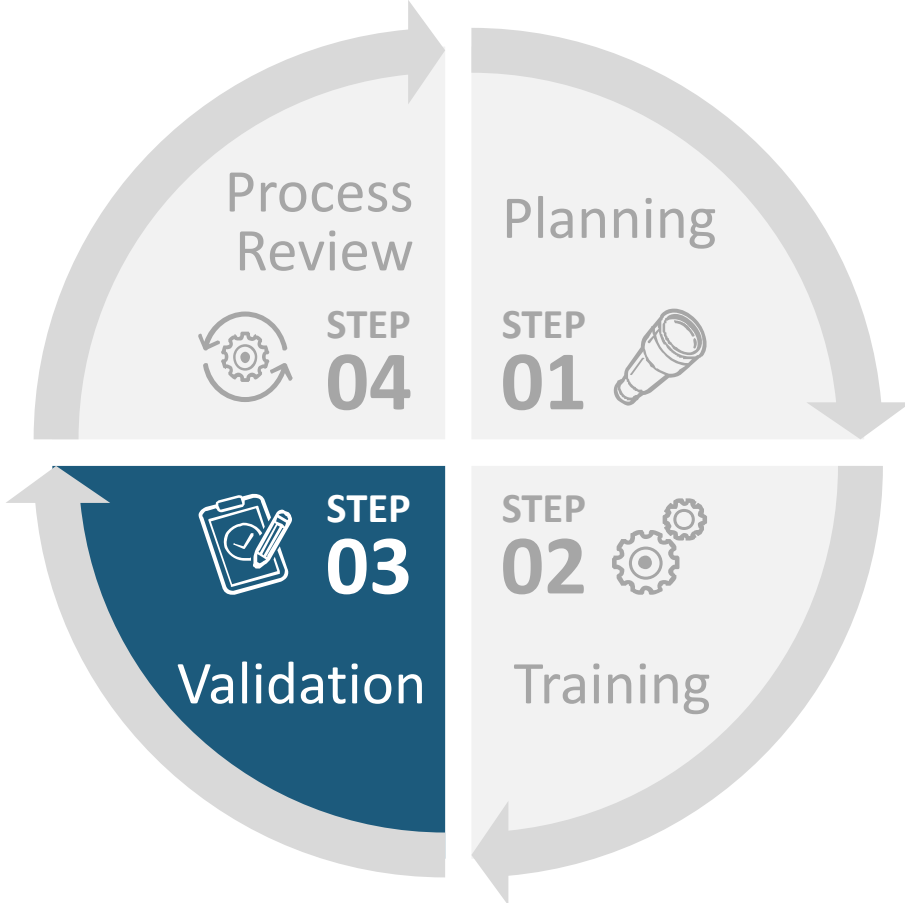 Process
Review
STEP
04
Planning
STEP
01
STEP
03
Validation
STEP
02
Training